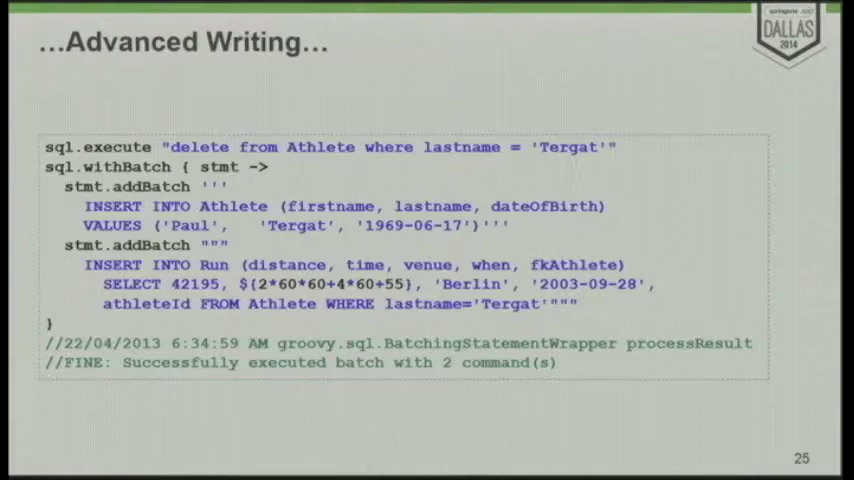 ...Advanced Writing...
springone 2GX
DALLAS
2014
sql.execute "delete from Athlete where lastname = 'Tergat'"
sql.withBatch { stmt ->
stmt.addBatch '''
INSERT INTO Athlete (firstname, lastname, dateOfBirth)
VALUES ('Paul', 'Tergat', '1969-06-17')'''
stmt.addBatch """
INSERT INTO Run (distance, time, venue, when, fkAthlete)
SELECT 42195, ${2*60*60+4*60+55}, 'Berlin', '2003-09-28',
athleteId FROM Athlete WHERE lastname='Tergat'"""
}
//22/04/2013 6:34:59 AM groovy.sql.BatchingStatementWrapper processResult
//FINE: Successfully executed batch with 2 command(s)
25